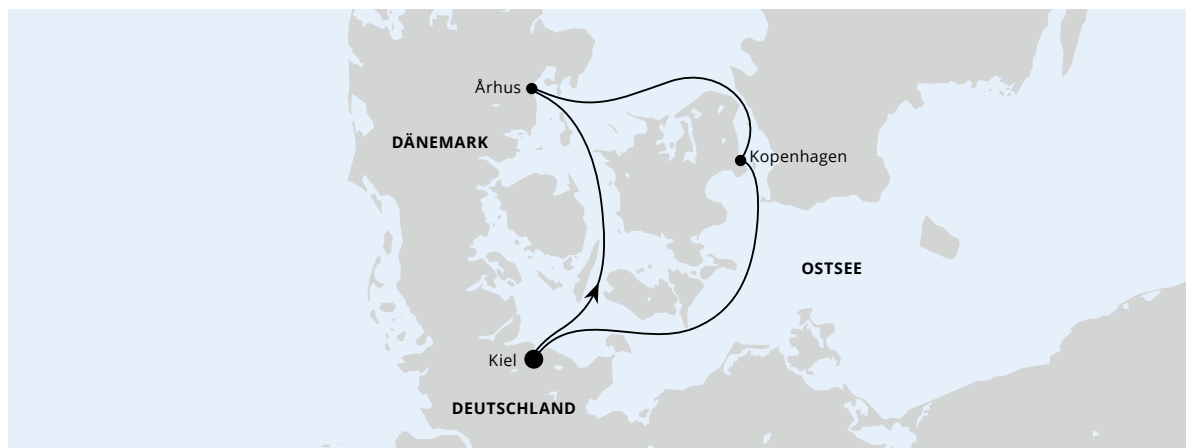 Århus
DÄNEMARK
Kopenhagen
OSTSEE
Kiel
DEUTSCHLAND